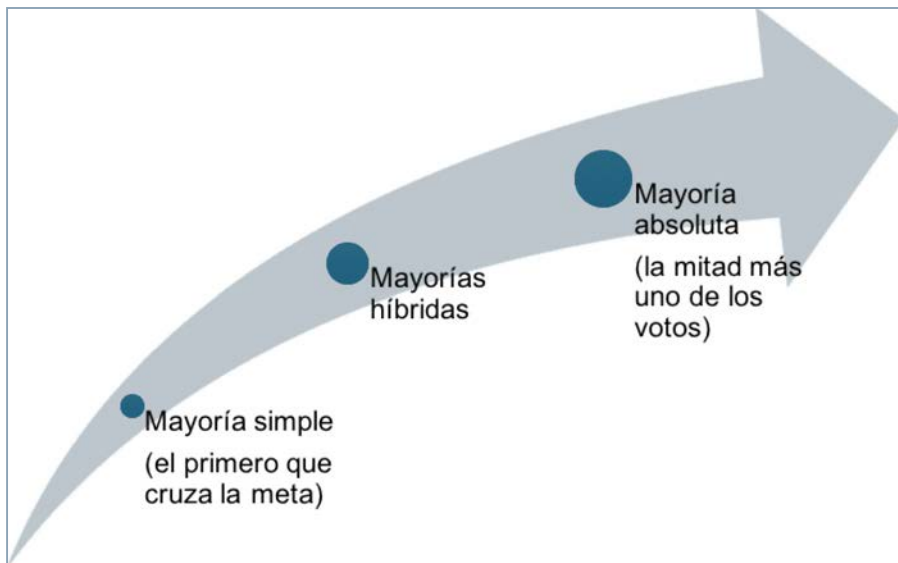 Mayoría simple
(el primero que
cruza la meta)
Mayorías
híbridas
Mayoría
absoluta
(la mitad más
uno de los
votos)